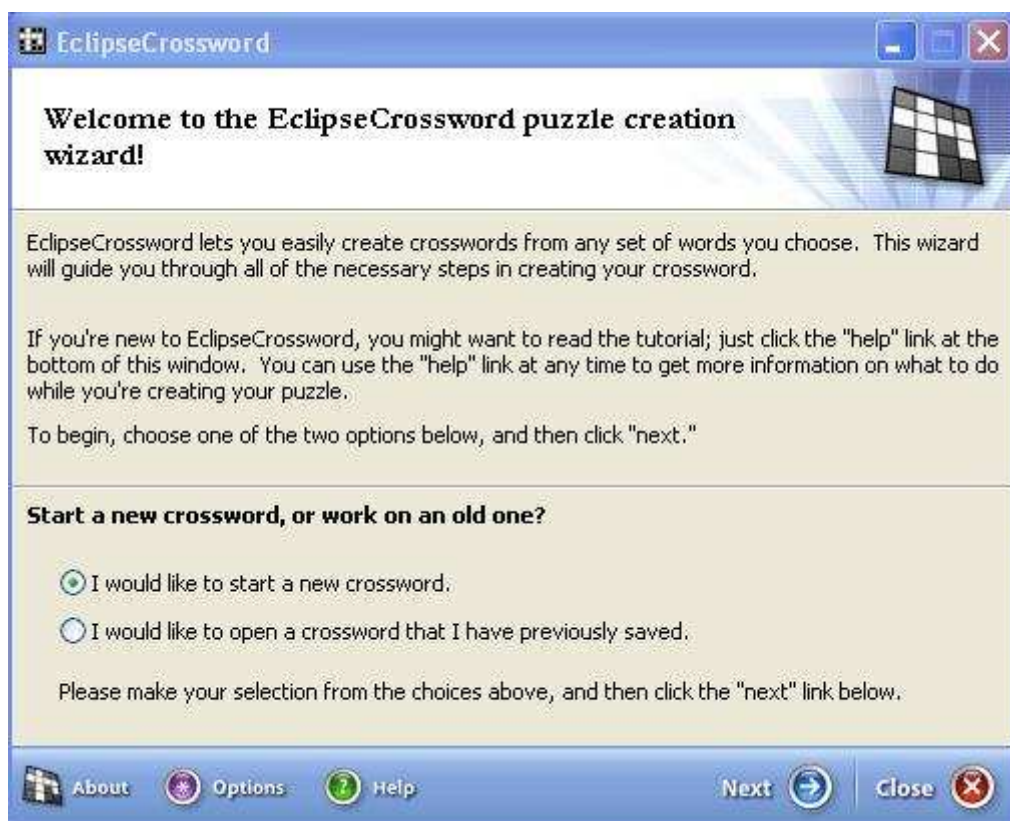 EclipseCrossword
Welcome to the EclipseCrossword puzzle creation
wizard!
EclipseCrossword lets you easily create crosswords from any set of words you choose. This wizard
will guide you through all of the necessary steps in creating your crossword.
If you're new to EclipseCrossword, you might want to read the tutorial; just click the "help" link at the
bottom of this window. You can use the "help" link at any time to get more information on what to do
while you're creating your puzzle.
To begin, choose one of the two options below, and then click "next."
Start a new crossword, or work on an old one?
I would like to start a new crossword.
I would like to open a crossword that I have previously saved.
Please make your selection from the choices above, and then click the "next" link below.
About Options Help Next Close